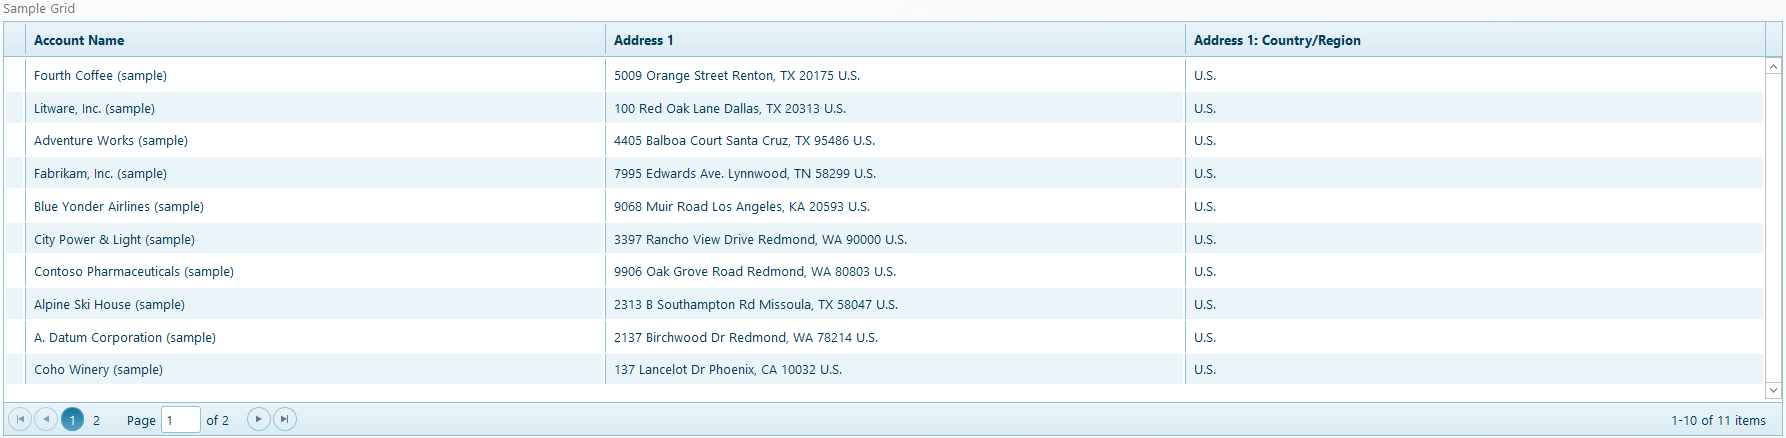 Sample Grid
Account Name Address 1 Address 1: Country/Region
Fourth Coffee (sample) 5009 Orange Street Renton, TX 20175 U.S. U.S.
Litware, Inc. (sample) 100 Red Oak Lane Dallas, TX 20313 U.S. U.S.
Adventure Works (sample) 4405 Balboa Court Santa Cruz, TX 95486 U.S. U.S.
Fabrikam, Inc. (sample) 7995 Edwards Ave. Lynnwood, TN 58299 U.S. U.S.
Blue Yonder Airlines (sample) 9068 Muir Road Los Angeles, KA 20593 U.S. U.S.
City Power & Light (sample) 3397 Rancho View Drive Redmond, WA 90000 U.S. U.S.
Contoso Pharmaceuticals (sample) 9906 Oak Grove Road Redmond, WA 80803 U.S. U.S.
Alpine Ski House (sample) 2313 B Southampton Rd Missoula, TX 58047 U.S. U.S.
A. Datum Corporation (sample) 2137 Birchwood Dr Redmond, WA 78214 U.S. U.S.
Coho Winery (sample) 137 Lancelot Dr Phoenix, CA 10032 U.S. U.S.
1 2 Page 1 of 2 1-10 of 11 items